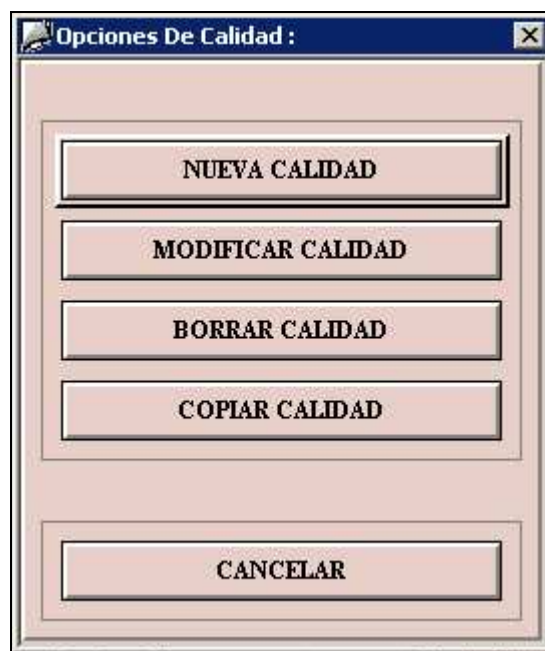 Opciones De Calidad :
NUEVA CALIDAD
MODIFICAR CALIDAD
BORRAR CALIDAD
COPIAR CALIDAD
CANCELAR